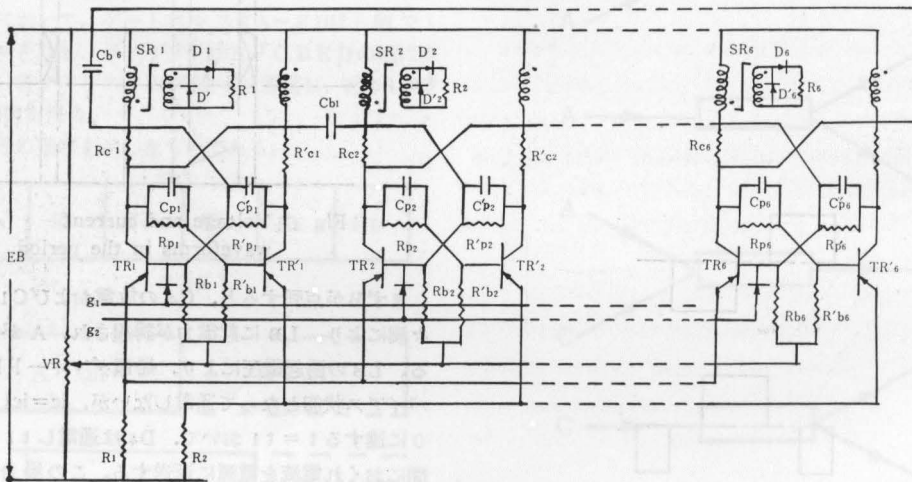 Cb6
SR1
D1
D'
R1
Cb1
SR2
D2
D'2
R2
SR6
D6
D'6
R6
Rc1
R'c1
Rc2
R'c2
Rc6
Cp1
C'p1
Cp2
C'p2
Cp6
C'p6
Rp1
R'p1
Rp2
R'p2
Rp6
Rp'6
EB
TR1
TR'1
TR2
TR'2
TR6
TR'6
Rb1
R'b1
Rb2
R'b2
Rb6
R'b6
g1
g2
VR
R1
R2